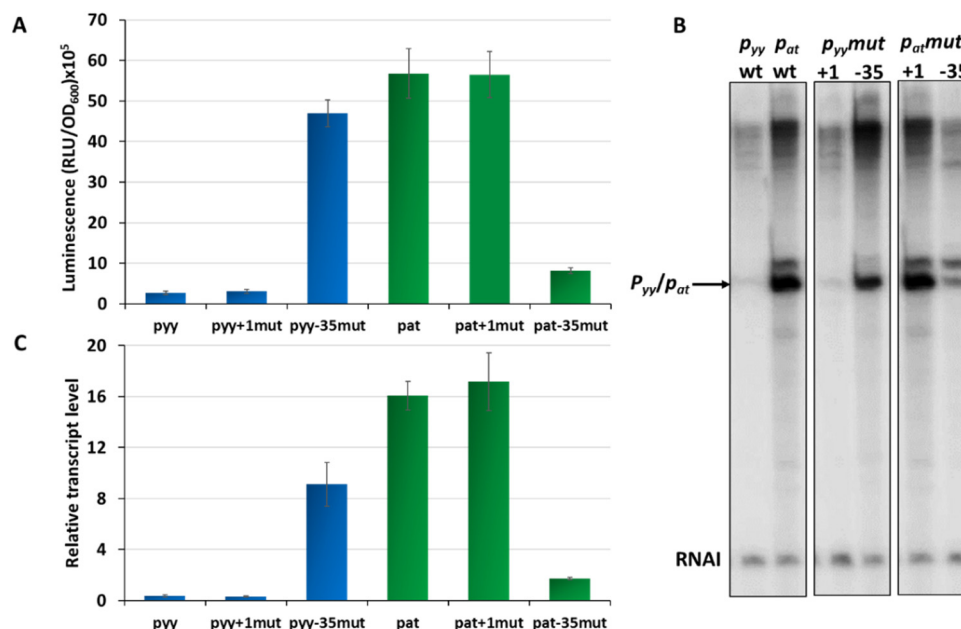 A
Luminescence (RLU/OD600)x10⁵
70
60
50
40
30
20
10
0
pyy
pyy+1mut
pyy-35mut
pat
pat+1mut
pat-35mut
C
Relative transcript level
20
16
12
8
4
0
pyy
pyy+1mut
pyy-35mut
pat
pat+1mut
pat-35mut
B
pyy pat pyymut patmut
wt wt +1 -35 +1 -35
Pyy/pat
RNAI